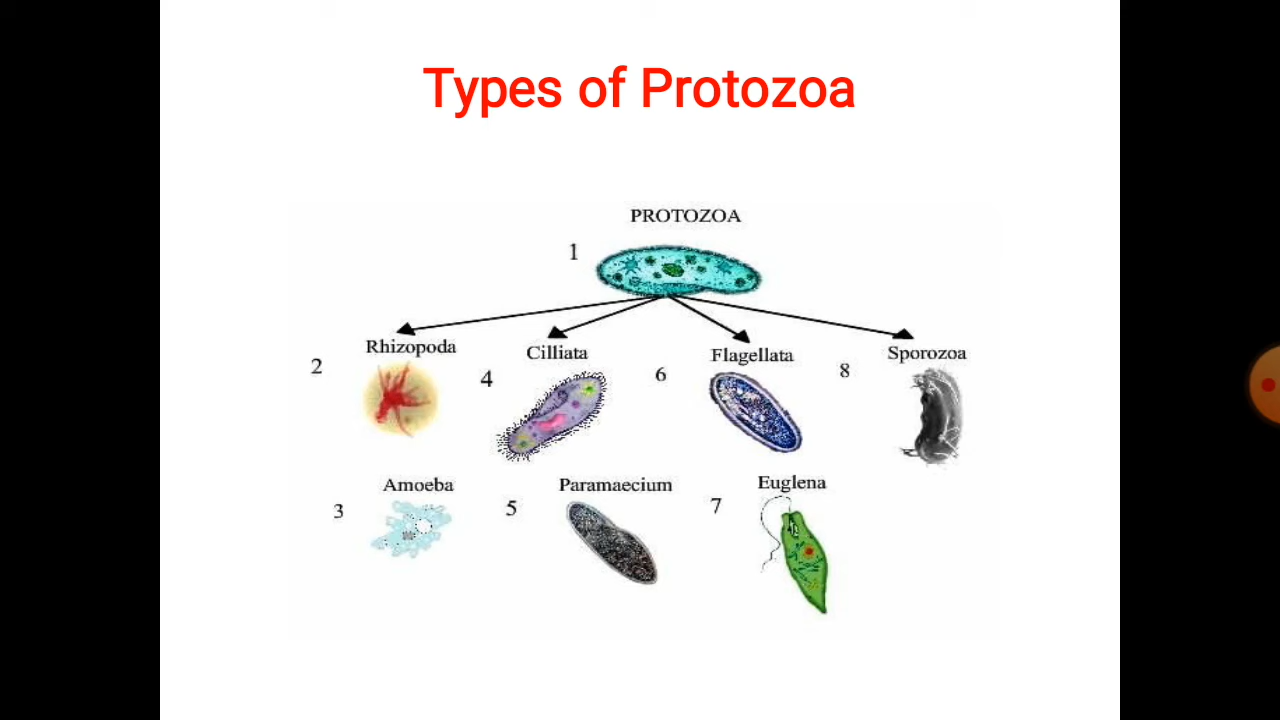 Types of Protozoa
PROTOZOA
1
Rhizopoda
Cilliata
Flagellata
Sporozoa
2
4
6
8
Amoeba
Paramaecium
Euglena
3
5
7